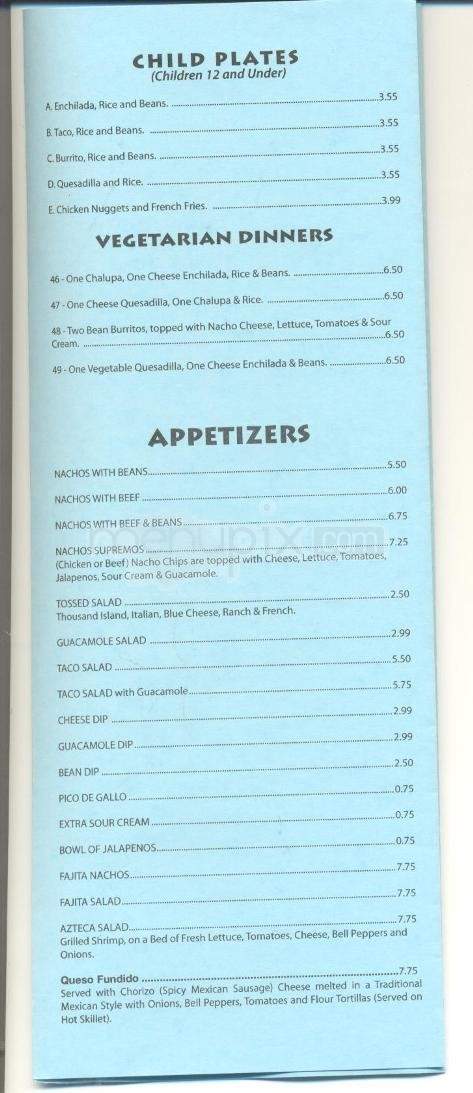 CHILD PLATES
(Children 12 and Under)
A. Enchilada, Rice and Beans. ....................3.55
B. Taco, Rice and Beans. ....................3.55
C. Burrito, Rice and Beans. ....................3.55
D. Quesadilla and Rice. ....................3.55
E. Chicken Nuggets and French Fries. ....................3.99
VEGETARIAN DINNERS
46 - One Chalupa, One Cheese Enchilada, Rice & Beans. ....................6.50
47 - One Cheese Quesadilla, One Chalupa & Rice. ....................6.50
48 - Two Bean Burritos, topped with Nacho Cheese, Lettuce, Tomatoes & Sour
Cream. ....................6.50
49 - One Vegetable Quesadilla, One Cheese Enchilada & Beans. ....................6.50
APPETIZERS
NACHOS WITH BEANS....................5.50
NACHOS WITH BEEF ....................6.00
NACHOS WITH BEEF & BEANS....................6.75
NACHOS SUPREMOS....................7.25
(Chicken or Beef) Nacho Chips are topped with Cheese, Lettuce, Tomatoes,
Jalapenos, Sour Cream & Guacamole.
TOSSED SALAD ....................2.50
Thousand Island, Italian, Blue Cheese, Ranch & French.
GUACAMOLE SALAD ....................2.99
TACO SALAD ....................5.50
TACO SALAD with Guacamole....................5.75
CHEESE DIP ....................2.99
GUACAMOLE DIP....................2.99
BEAN DIP ....................2.50
PICO DE GALLO....................0.75
EXTRA SOUR CREAM ....................0.75
BOWL OF JALAPENOS....................0.75
FAJITA NACHOS....................7.75
FAJITA SALAD....................7.75
AZTECA SALAD....................7.75
Grilled Shrimp, on a Bed of Fresh Lettuce, Tomatoes, Cheese, Bell Peppers and
Onions.
Queso Fundido ....................7.75
Served with Chorizo (Spicy Mexican Sausage) Cheese melted in a Traditional
Mexican Style with Onions, Bell Peppers, Tomatoes and Flour Tortillas (Served on
Hot Skillet).